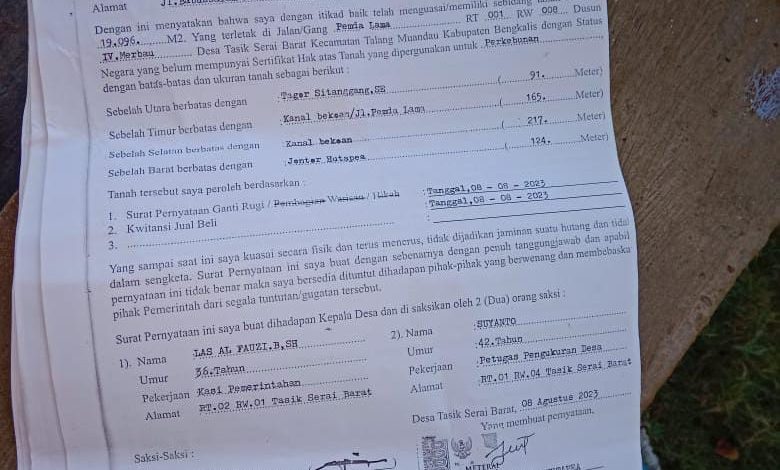 Alamat
Dengan ini menyatakan bahwa saya dengan itikad baik telah menguasai/memiliki sebidang
19.096. M2. Yang terletak di Jalan/Gang Pemda Lama RT 001 RW 008 Dusun
IV.Merbau Desa Tasik Serai Barat Kecamatan Talang Muandau Kabupaten Bengkalis dengan Status
Negara yang belum mempunyai Sertifikat Hak atas Tanah yang dipergunakan untuk Perkebunan
dengan batas-batas dan ukuran tanah sebagai berikut :
Sebelah Utara berbatas dengan :Tagor Sitanggang,SE ( 91. Meter)
Sebelah Timur berbatas dengan :Kanal bekoan/Jl.Pemda Lama ( 165. Meter)
Sebelah Selatan berbatas dengan :Kanal bekoan ( 217. Meter)
Sebelah Barat berbatas dengan :Jenter Hutapea ( 124. Meter)
Tanah tersebut saya peroleh berdasarkan :
1. Surat Pernyataan Ganti Rugi / Pembagian Warisan / Hibah :Tanggal,08 - 08 - 2023
2. Kwitansi Jual Beli :Tanggal,08 - 08 - 2023
3. :
Yang sampai saat ini saya kuasai secara fisik dan terus menerus, tidak dijadikan jaminan suatu hutang dan tidak
dalam sengketa. Surat Pernyataan ini saya buat dengan sebenarnya dengan penuh tanggungjawab dan apabil
pernyataan ini tidak benar maka saya bersedia dituntut dihadapan pihak-pihak yang berwenang dan membebaska
pihak Pemerintah dari segala tuntutan/gugatan tersebut.
Surat Pernyataan ini saya buat dihadapan Kepala Desa dan di saksikan oleh 2 (Dua) orang saksi :
1). Nama LAS AL FAUZI.B,SH 2). Nama :SUYANTO
Umur 36.Tahun Umur :42.Tahun
Pekerjaan Kasi Pemerintahan Pekerjaan :Petugas Pengukuran Desa
Alamat RT.02 RW.01 Tasik Serai Barat Alamat :RT.01 RW.04 Tasik Serai Barat
Desa Tasik Serai Barat, 08 Agustus 2023
Yang membuat pernyataan,
Saksi-Saksi :
METERAI